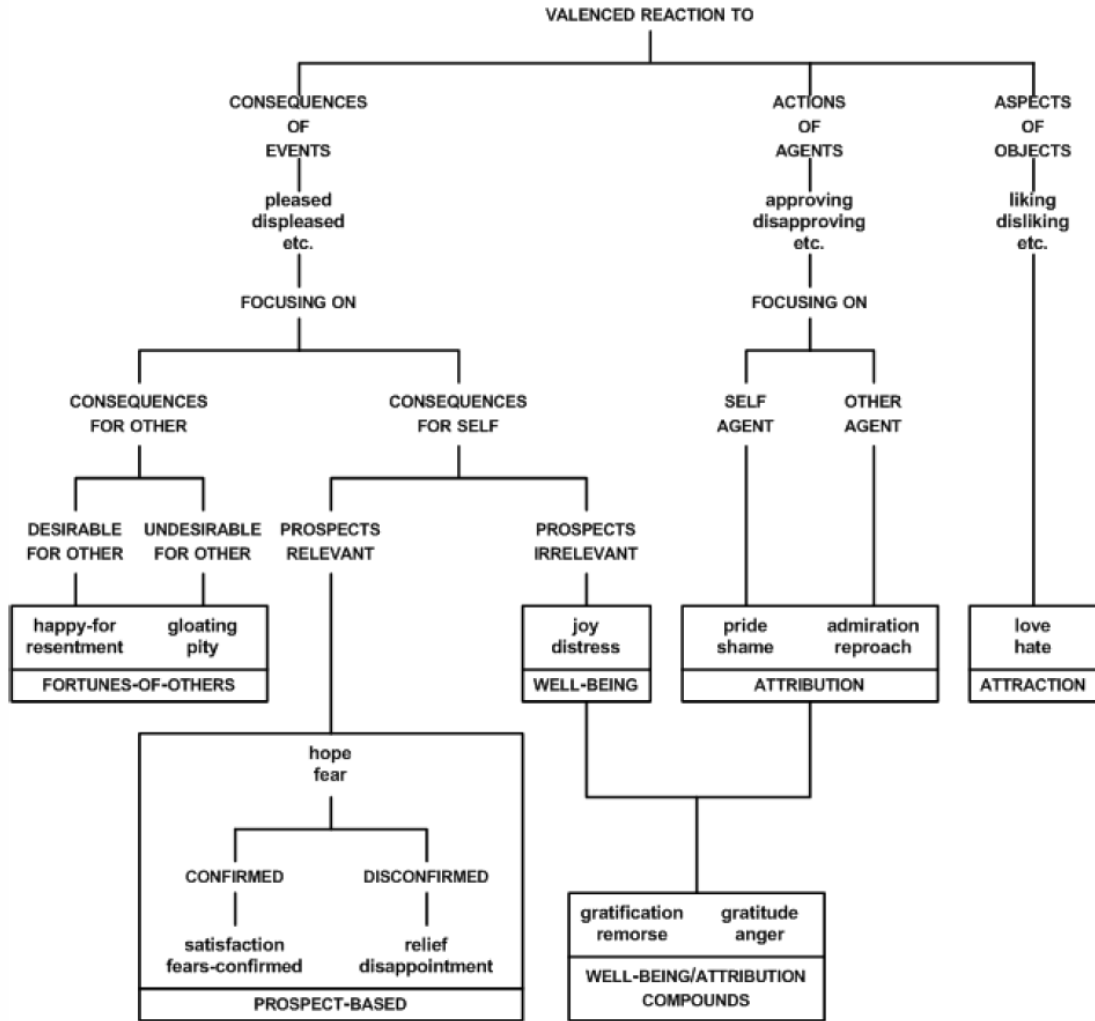 VALENCED REACTION TO
CONSEQUENCES
OF
EVENTS
ACTIONS
OF
AGENTS
ASPECTS
OF
OBJECTS
pleased
displeased
etc.
approving
disapproving
etc.
liking
disliking
etc.
FOCUSING ON
FOCUSING ON
CONSEQUENCES
FOR OTHER
CONSEQUENCES
FOR SELF
SELF
AGENT
OTHER
AGENT
DESIRABLE
FOR OTHER
UNDESIRABLE
FOR OTHER
PROSPECTS
RELEVANT
PROSPECTS
IRRELEVANT
happy-for
resentment
gloating
pity
FORTUNES-OF-OTHERS
joy
distress
WELL-BEING
pride
shame
admiration
reproach
ATTRIBUTION
love
hate
ATTRACTION
hope
fear
CONFIRMED
DISCONFIRMED
satisfaction
fears-confirmed
relief
disappointment
PROSPECT-BASED
gratification
remorse
gratitude
anger
WELL-BEING/ATTRIBUTION
COMPOUNDS